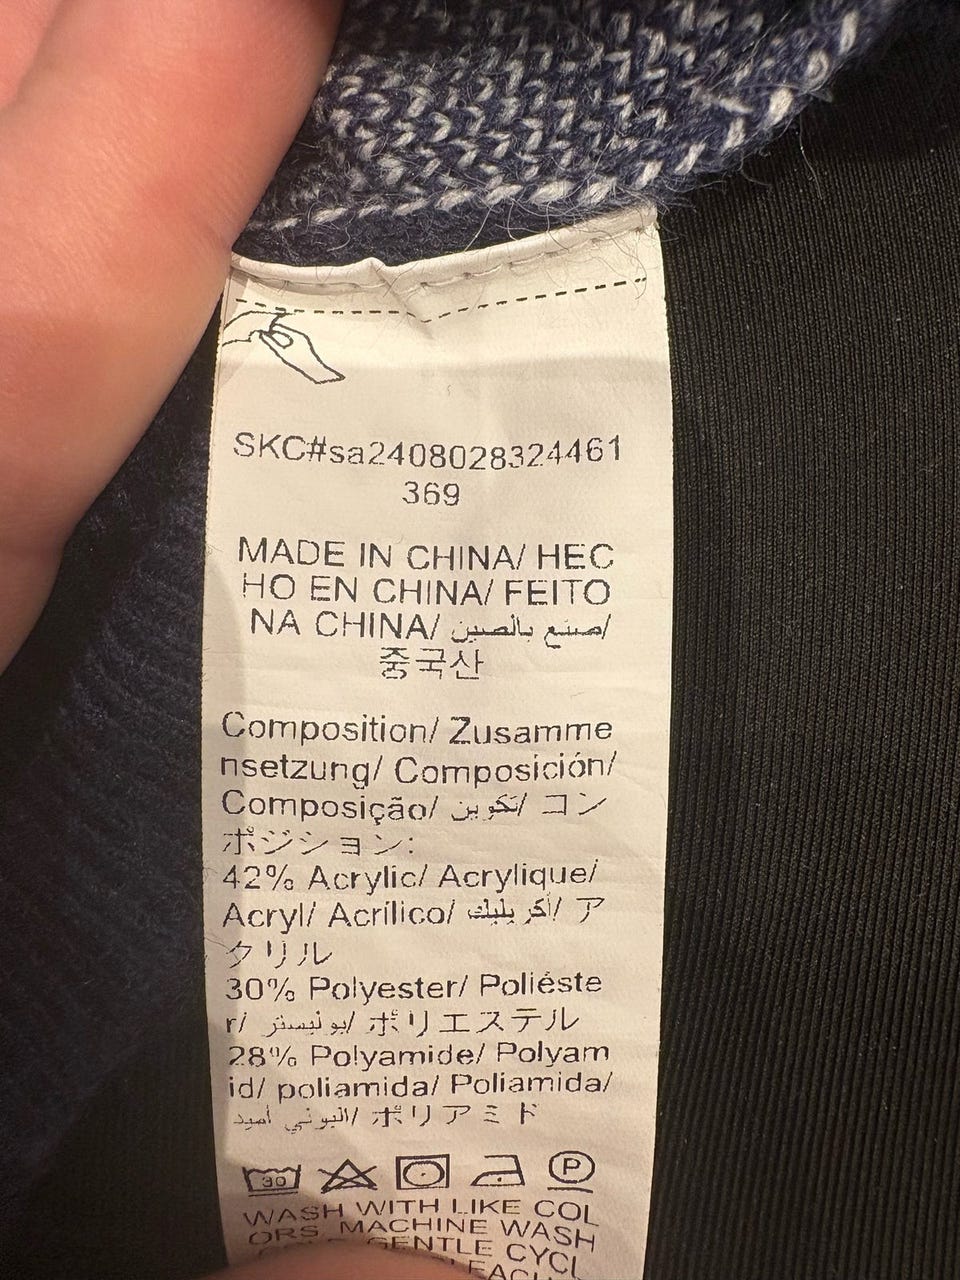 SKC#sa2408028324461
369
MADE IN CHINA/ HEC
HO EN CHINA/ FEITO
NA CHINA/ صنع بالصين/
중국산
Composition/ Zusamme
nsetzung/ Composición/
Composição/ تكوين/ コン
ポジション:
42% Acrylic/ Acrylique/
Acryl/ Acrílico/ أكريليك/ ア
クリル
30% Polyester/ Poliéste
r/ بوليستر/ ポリエステル
28% Polyamide/ Polyam
id/ poliamida/ Poliamida/
البولي أميد/ ポリアミド
30 P
WASH WITH LIKE COL
ORS, MACHINE WASH
GENTLE CYCL